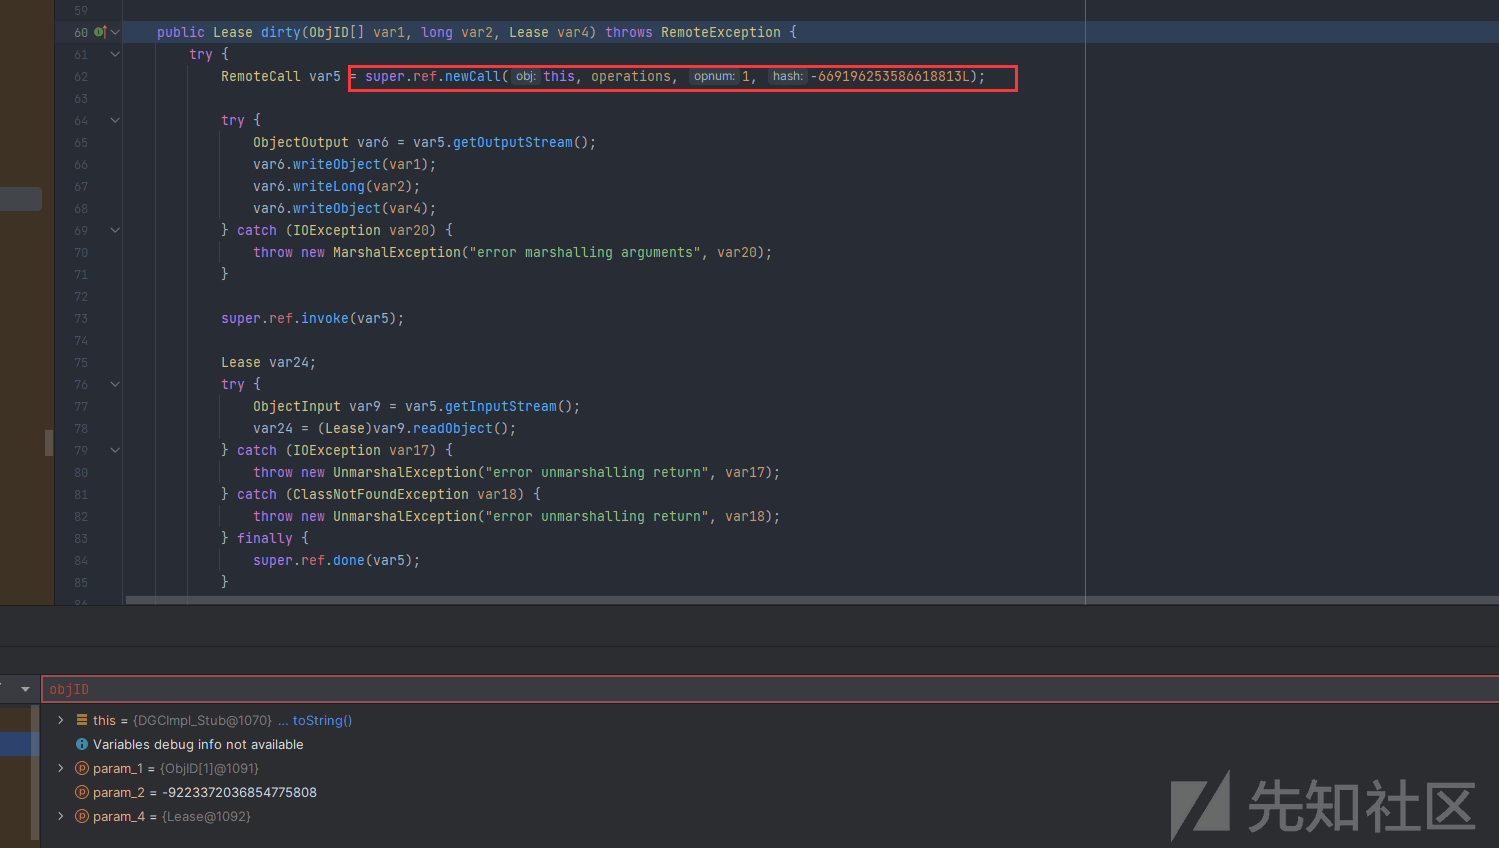 59
60 public Lease dirty(ObjID[] var1, long var2, Lease var4) throws RemoteException {
61 try {
62 RemoteCall var5 = super.ref.newCall( obj: this, operations, opnum: 1, hash: -669196253586618813L);
63
64 try {
65 ObjectOutput var6 = var5.getOutputStream();
66 var6.writeObject(var1);
67 var6.writeLong(var2);
68 var6.writeObject(var4);
69 } catch (IOException var20) {
70 throw new MarshalException("error marshalling arguments", var20);
71 }
72
73 super.ref.invoke(var5);
74
75 Lease var24;
76 try {
77 ObjectInput var9 = var5.getInputStream();
78 var24 = (Lease)var9.readObject();
79 } catch (IOException var17) {
80 throw new UnmarshalException("error unmarshalling return", var17);
81 } catch (ClassNotFoundException var18) {
82 throw new UnmarshalException("error unmarshalling return", var18);
83 } finally {
84 super.ref.done(var5);
85 }
objID
this = {DGCImpl_Stub@1070} ... toString()
Variables debug info not available
param_1 = {ObjID[1]@1091}
param_2 = -9223372036854775808
param_4 = {Lease@1092}
先知社区